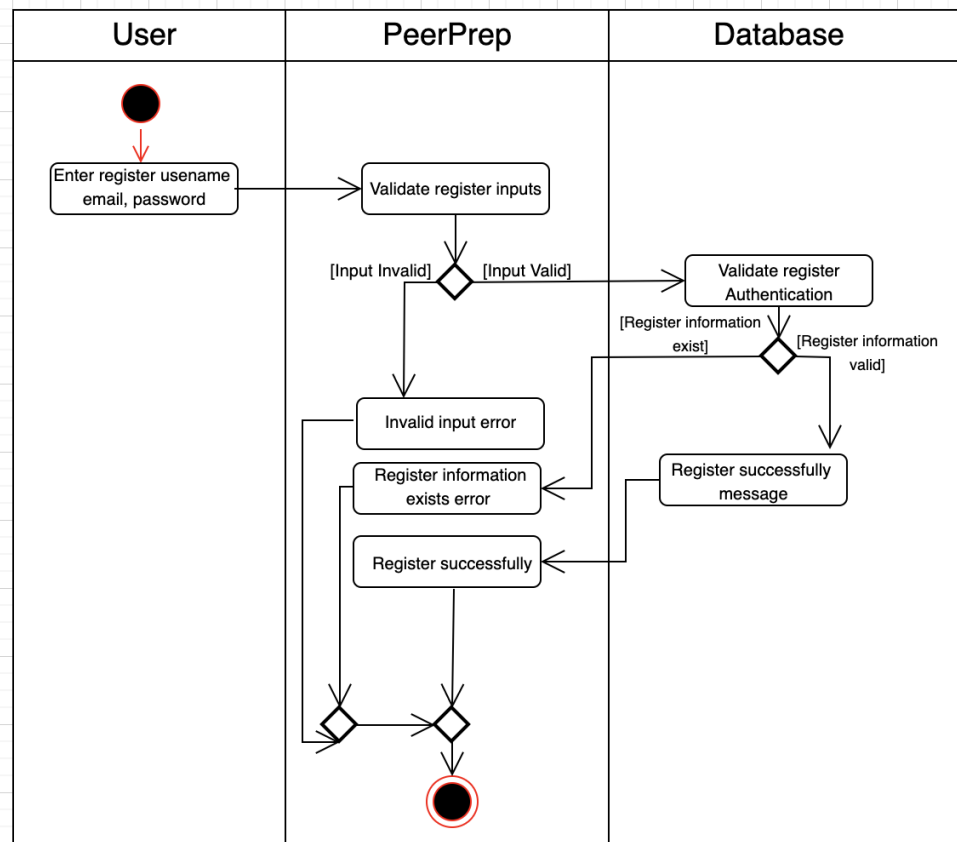 User
PeerPrep
Database
Enter register usename
email, password
Validate register inputs
[Input Invalid]
[Input Valid]
Validate register
Authentication
[Register information
exist]
[Register information
valid]
Invalid input error
Register information
exists error
Register successfully
message
Register successfully